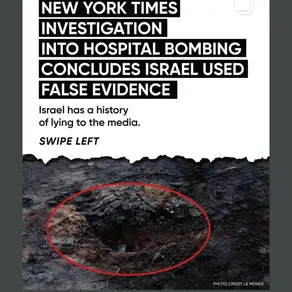 NEW YORK TIMES
INVESTIGATION
INTO HOSPITAL BOMBING
CONCLUDES ISRAEL USED
FALSE EVIDENCE
Israel has a history
of lying to the media.
SWIPE LEFT
PHOTO CREDIT: LE MONDE